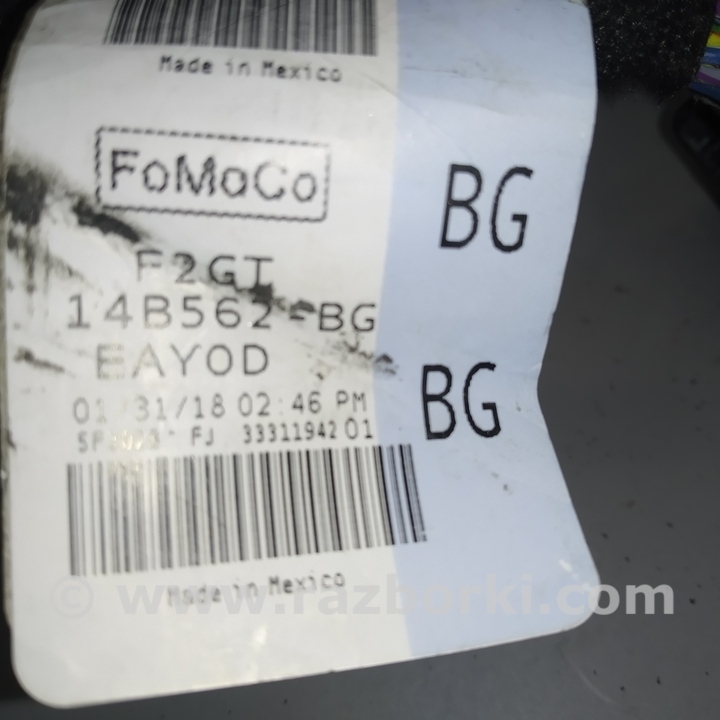 Made in Mexico
FoMoCo
BG
F2GT
14B562-BG
EAYOD
01/31/18 02:46 PM
BG
FJ 33311942 01
Made in Mexico
© www.razborki.com